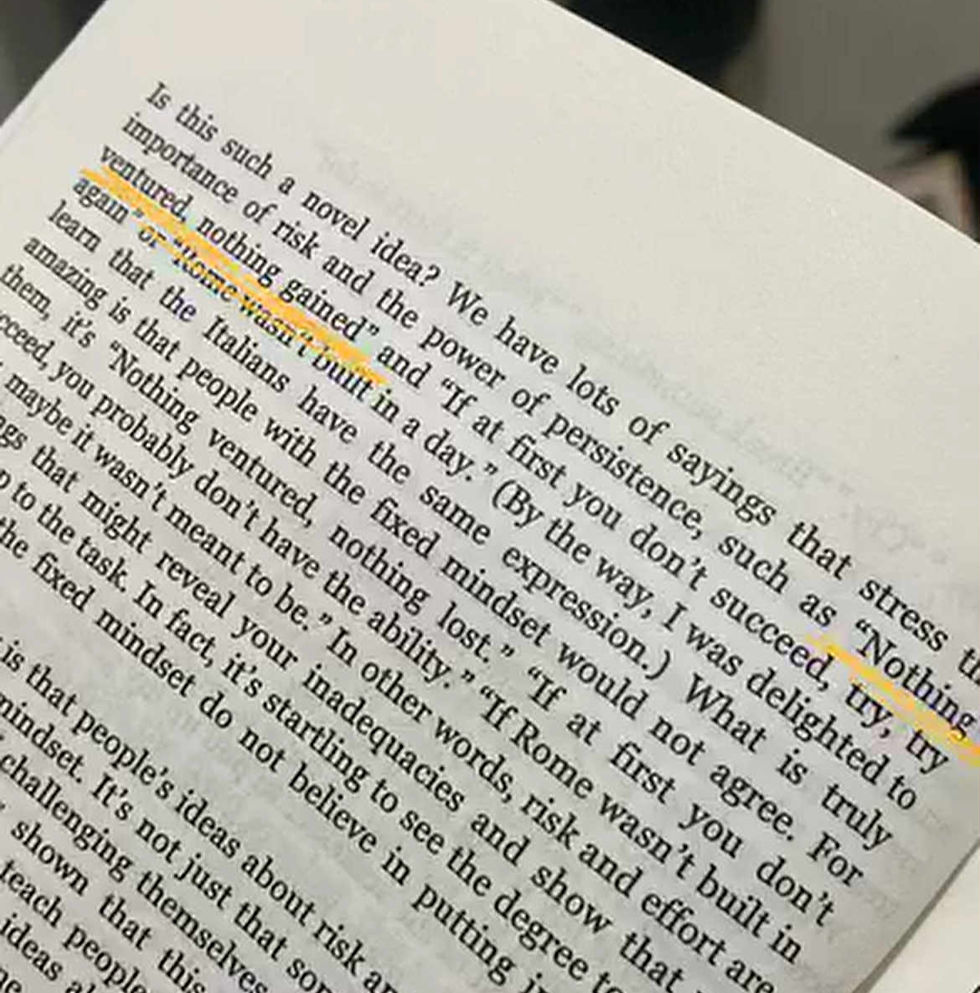 Is this such a novel idea? We have lots of sayings that stress th
importance of risk and the power of persistence, such as “Nothing
ventured, nothing gained” and “If at first you don’t succeed, try, try
again” or “Rome wasn’t built in a day.” (By the way, I was delighted to
learn that the Italians have the same expression.) What is truly
amazing is that people with the fixed mindset would not agree. For
them, it’s “Nothing ventured, nothing lost.” “If at first you don’t
cceed, you probably don’t have the ability.” “If Rome wasn’t built in
maybe it wasn’t meant to be.” In other words, risk and effort are
gs that might reveal your inadequacies and show that
p to the task. In fact, it’s startling to see the degree to
the fixed mindset do not believe in putting in
is that people’s ideas about risk an
mindset. It’s not just that som
challenging themselves
shown that this
teach people
ideas a